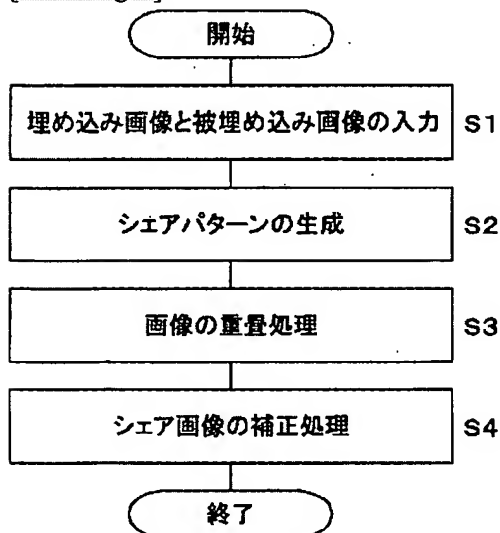 開始
埋め込み画像と被埋め込み画像の入力 S1
シェアパターンの生成 S2
画像の重畳処理 S3
シェア画像の補正処理 S4
終了